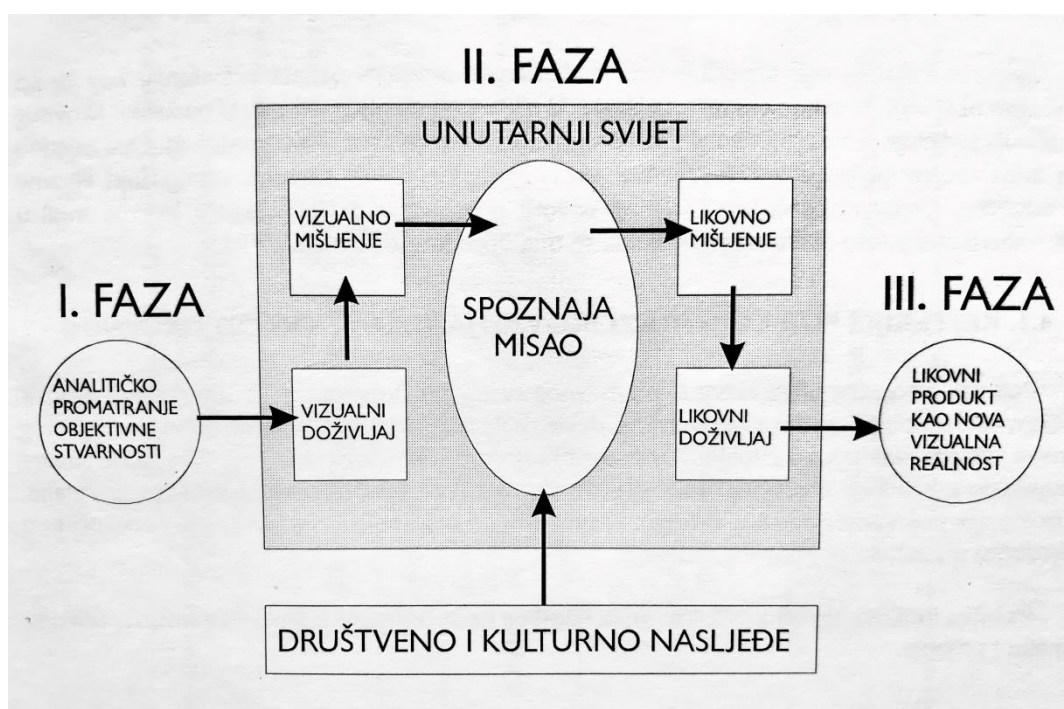 II. FAZA
UNUTARNJI SVIJET
VIZUALNO
MIŠLJENJE
LIKOVNO
MIŠLJENJE
I. FAZA
III. FAZA
SPOZNAJA
MISAO
ANALITIČKO
PROMATRANJE
OBJEKTIVNE
STVARNOSTI
VIZUALNI
DOŽIVLJAJ
LIKOVNI
DOŽIVLJAJ
LIKOVNI
PRODUKT
KAO NOVA
VIZUALNA
REALNOST
DRUŠTVENO I KULTURNO NASLJEĐE